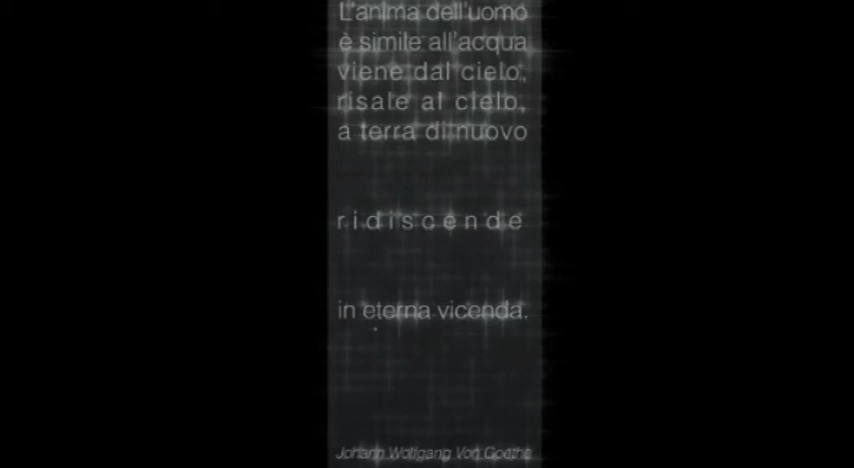 L'anima dell'uomo
è simile all'acqua
viene dal cielo,
risale al cielo,
a terra di nuovo
ridiscende
in eterna vicenda.
Johann Wolfgang Von Goethe